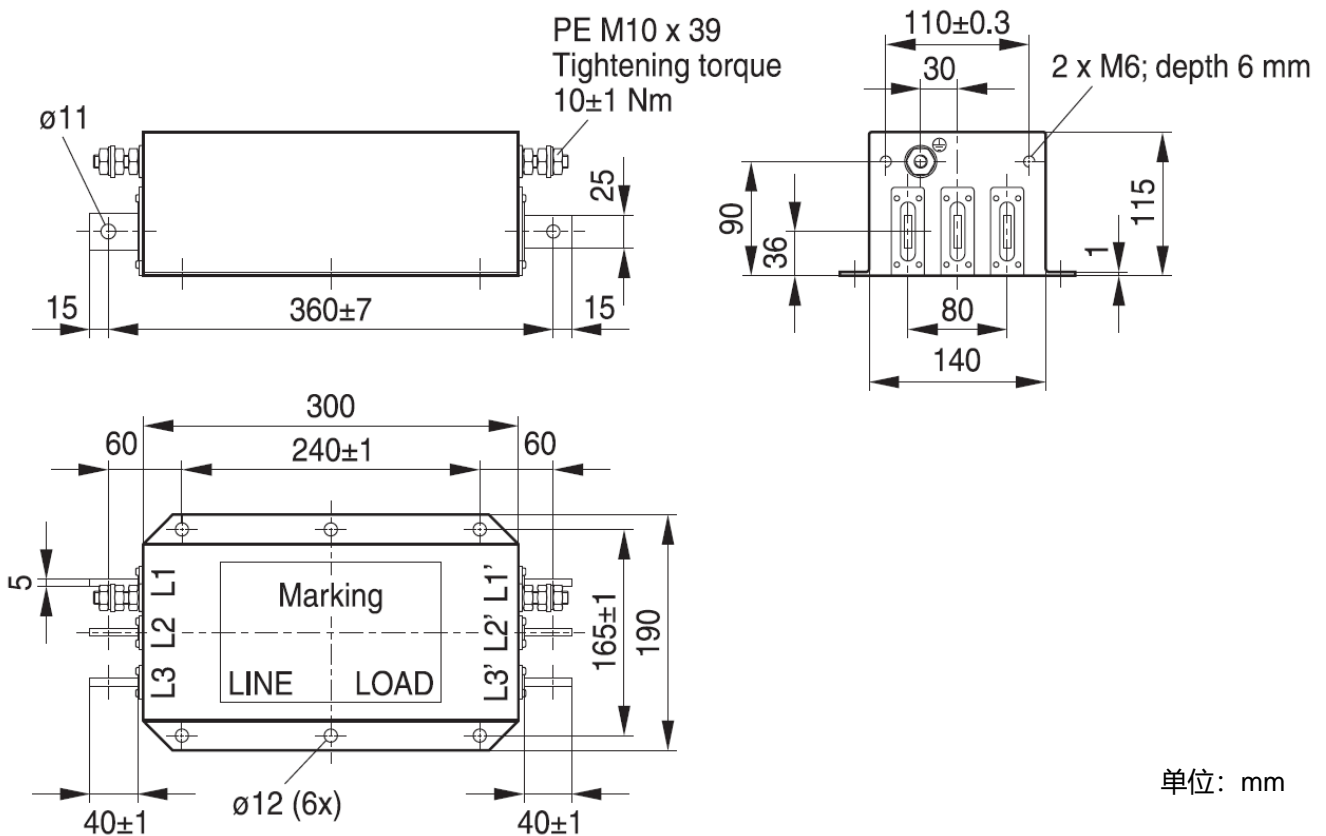 PE M10 x 39
Tightening torque
10±1 Nm
ø11
25
15
360±7
15
110±0.3
30
2 x M6; depth 6 mm
90
36
115
1
80
140
300
60
240±1
60
5
L1
L2
L3
Marking
LINE
LOAD
L1'
L2'
L3'
165±1
190
40±1
ø12 (6x)
40±1
单位：mm